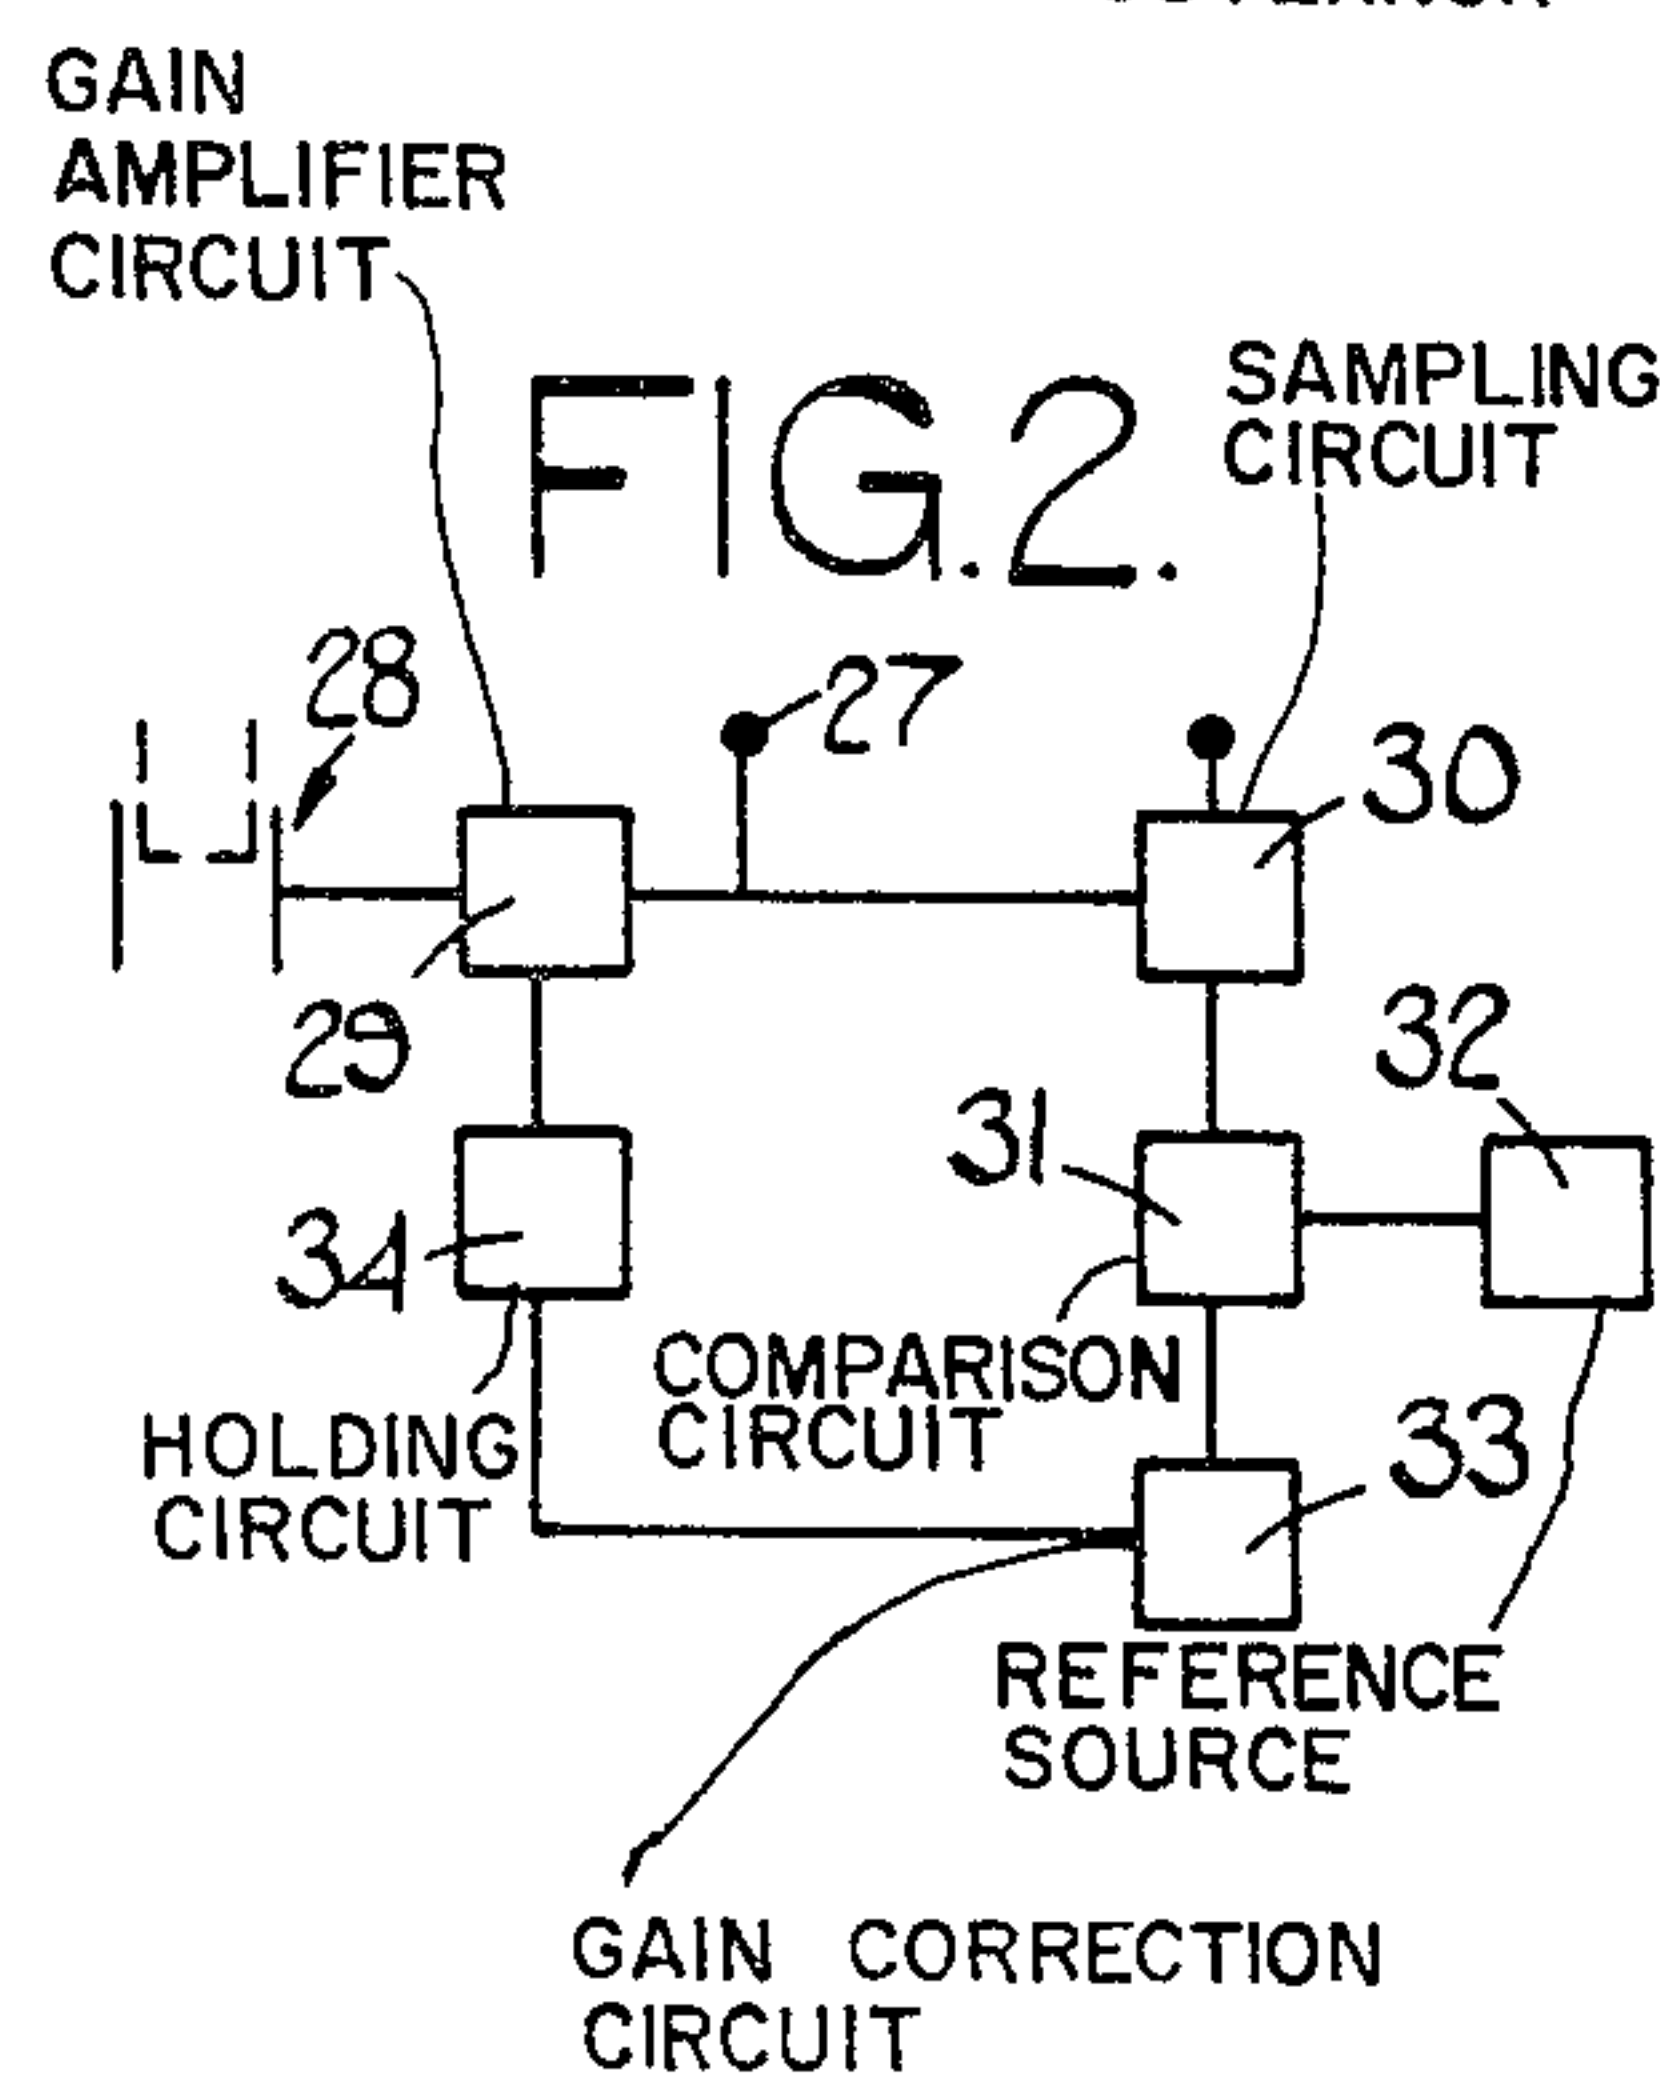 GAIN
AMPLIFIER
CIRCUIT
FIG.2.
SAMPLING
CIRCUIT
28
27
30
29
32
31
34
COMPARISON
CIRCUIT
33
HOLDING
CIRCUIT
REFERENCE
SOURCE
GAIN CORRECTION
CIRCUIT